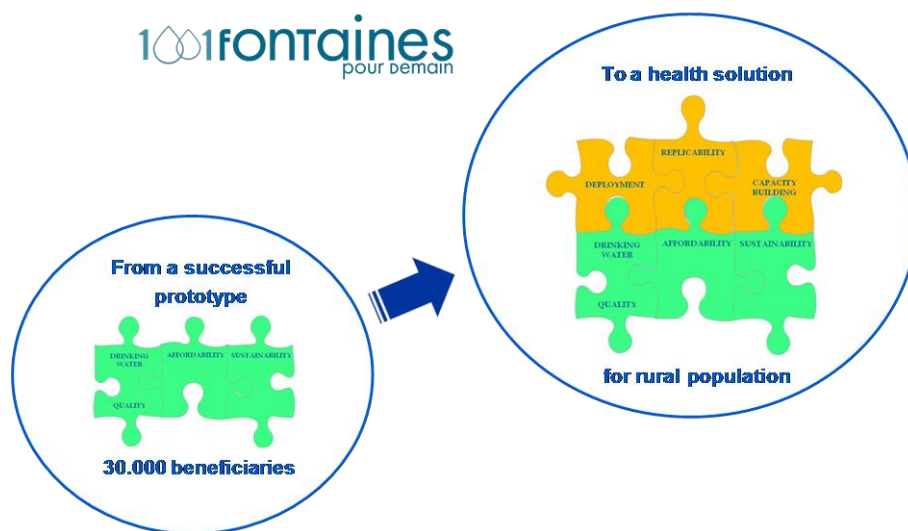 1001fontaines
pour demain
To a health solution
REPLICABILITY
DEPLOYMENT
CAPACITY
BUILDING
DRINKING
WATER
AFFORDABILITY
SUSTAINABILITY
QUALITY
for rural population
From a successful
prototype
DRINKING
WATER
AFFORDABILITY
SUSTAINABILITY
QUALITY
30.000 beneficiaries